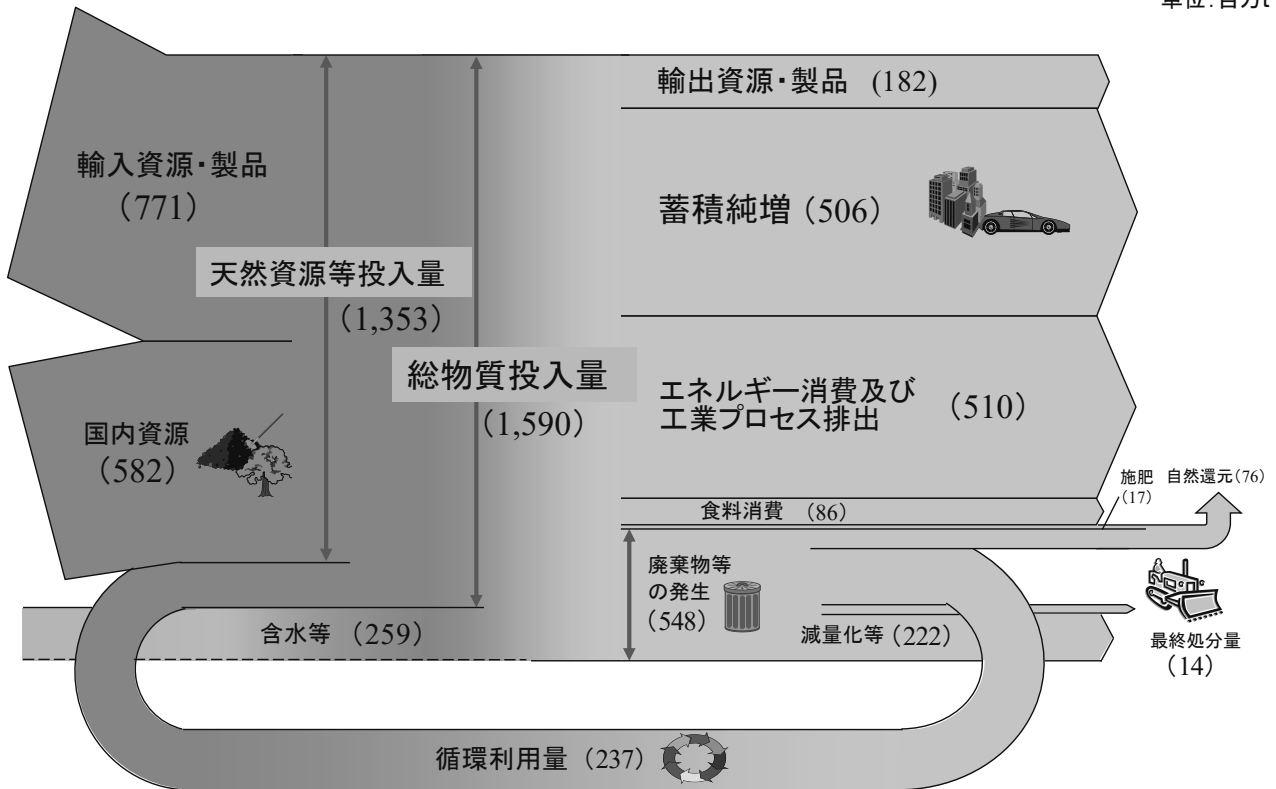 単位:百万
輸出資源・製品 (182)
輸入資源・製品
(771)
蓄積純増 (506)
天然資源等投入量
(1,353)
総物質投入量
(1,590)
エネルギー消費及び
工業プロセス排出
(510)
国内資源
(582)
食料消費 (86)
施肥
(17)
自然還元(76)
廃棄物等
の発生
(548)
含水等 (259)
減量化等 (222)
最終処分量
(14)
循環利用量 (237)